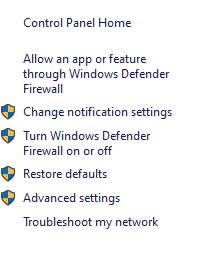 Control Panel Home
Allow an app or feature
through Windows Defender
Firewall
Change notification settings
Turn Windows Defender
Firewall on or off
Restore defaults
Advanced settings
Troubleshoot my network